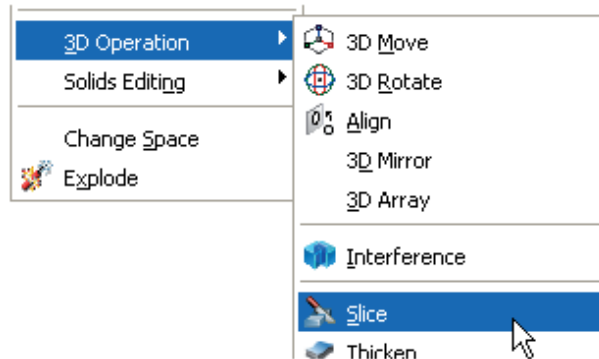 3D Operation
Solids Editing
Change Space
Explode
3D Move
3D Rotate
Align
3D Mirror
3D Array
Interference
Slice
Thicken